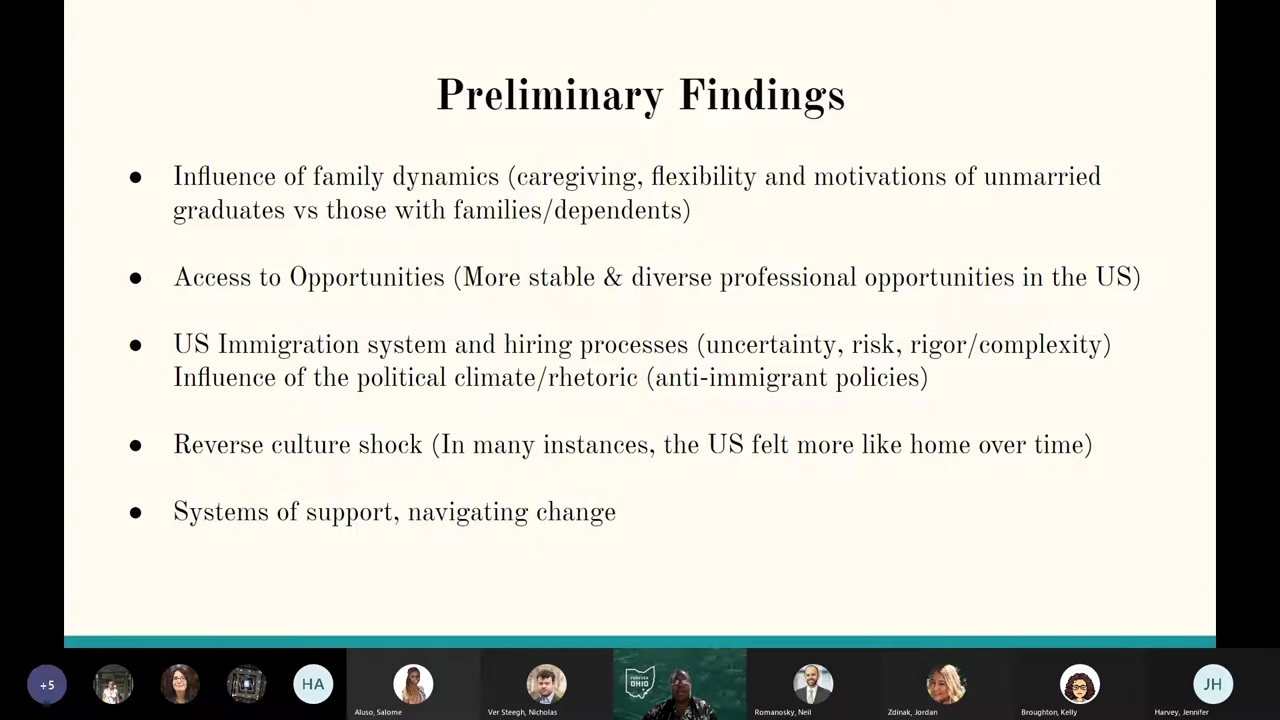 Preliminary Findings
● Influence of family dynamics (caregiving, flexibility and motivations of unmarried
graduates vs those with families/dependents)
● Access to Opportunities (More stable & diverse professional opportunities in the US)
● US Immigration system and hiring processes (uncertainty, risk, rigor/complexity)
Influence of the political climate/rhetoric (anti-immigrant policies)
● Reverse culture shock (In many instances, the US felt more like home over time)
● Systems of support, navigating change
+5
HA
FOREVER
OHIO
JH
Aluso, Salome
Ver Steegh, Nicholas
Romanosky, Neil
Zdinak, Jordan
Broughton, Kelly
Harvey, Jennifer